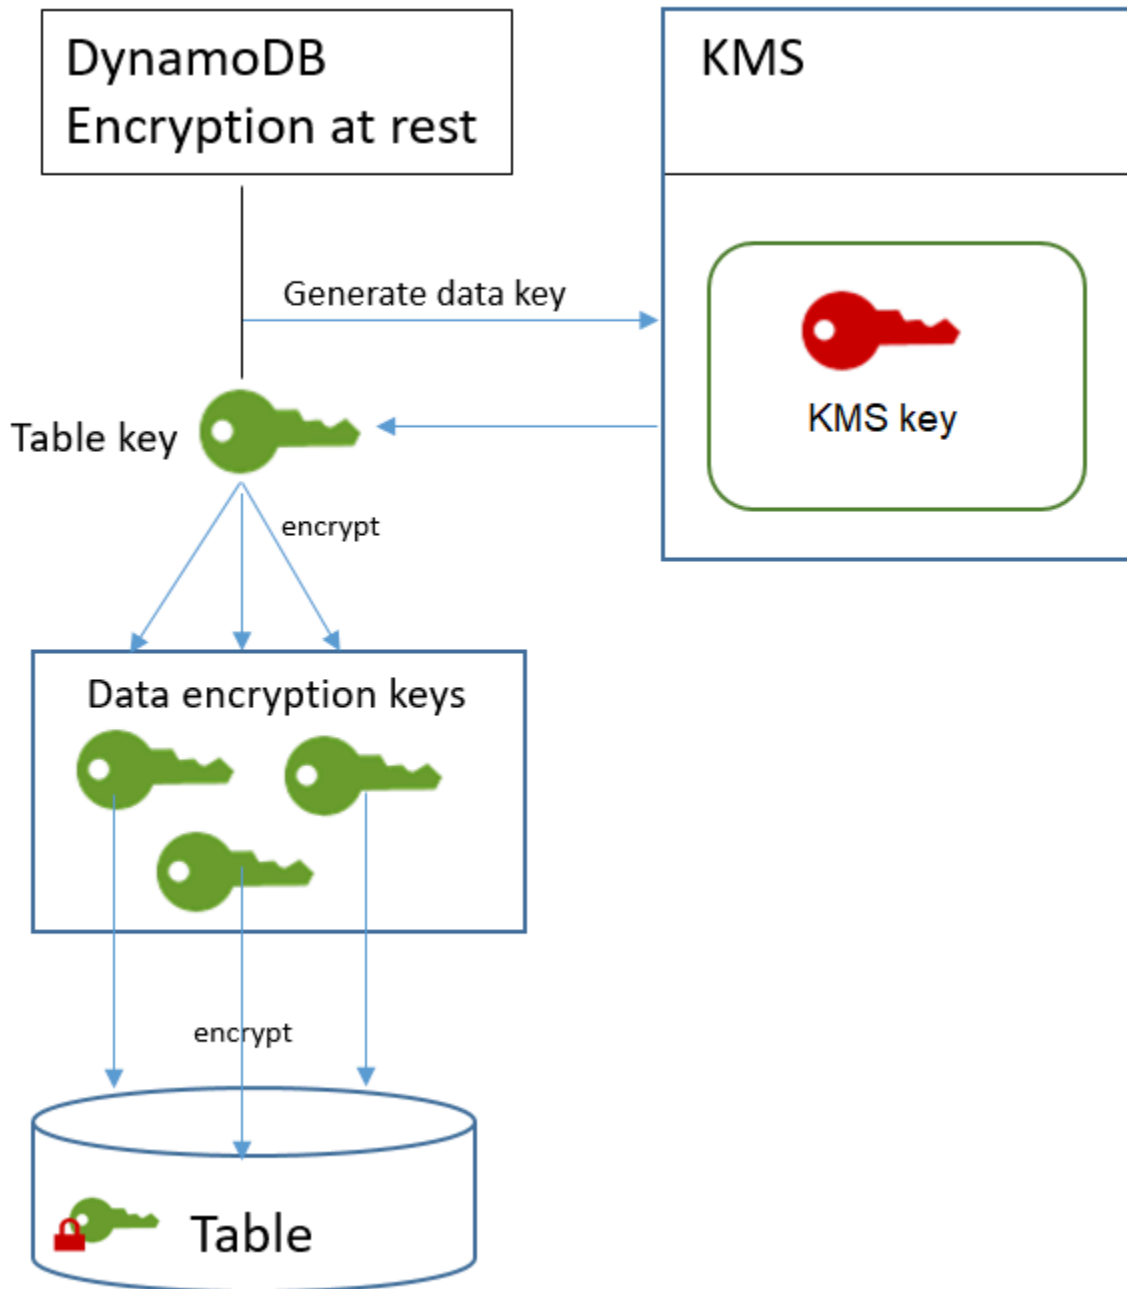 DynamoDB
Encryption at rest
KMS
Generate data key
KMS key
Table key
encrypt
Data encryption keys
encrypt
Table